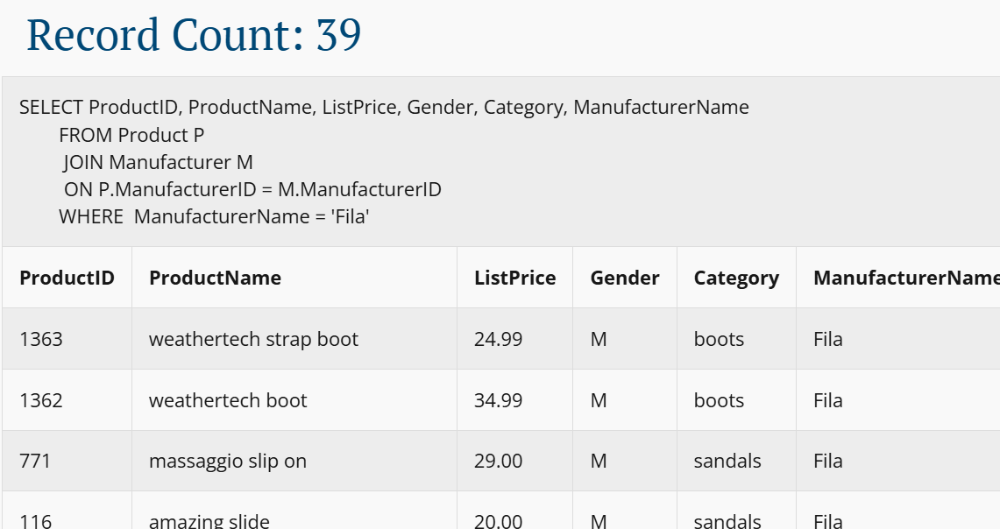 Record Count: 39
SELECT ProductID, ProductName, ListPrice, Gender, Category, ManufacturerName
FROM Product P
JOIN Manufacturer M
ON P.ManufacturerID = M.ManufacturerID
WHERE  ManufacturerName = 'Fila'
ProductID ProductName ListPrice Gender Category ManufacturerName
1363 weathertech strap boot 24.99 M boots Fila
1362 weathertech boot 34.99 M boots Fila
771 massaggio slip on 29.00 M sandals Fila
116 amazing slide 20.00 M sandals Fila